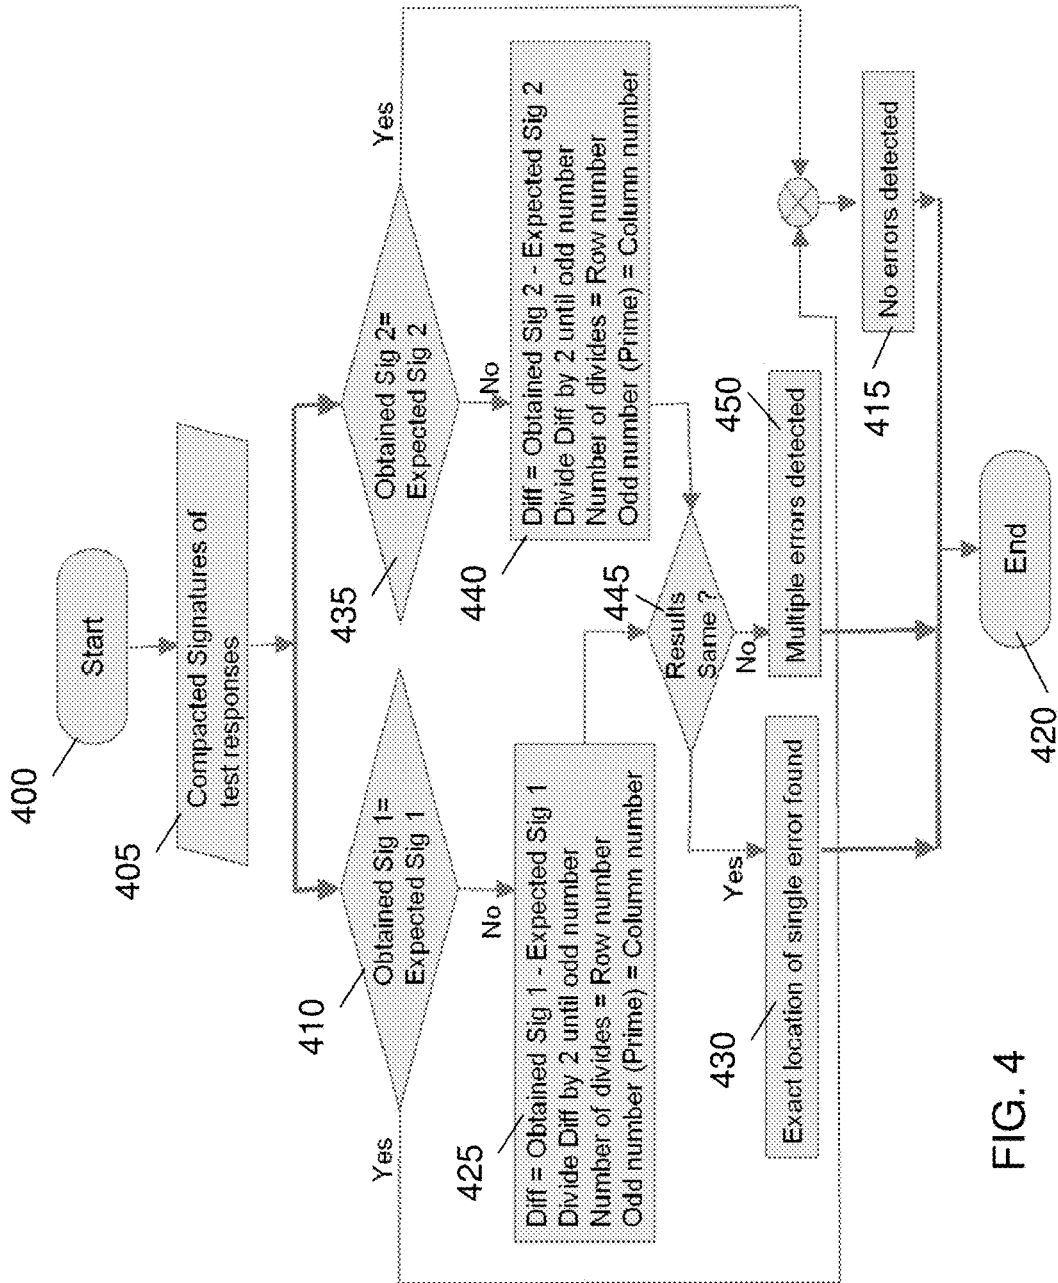 400
Start
405
Compacted Signatures of
test responses
410
Obtained Sig 1=
Expected Sig 1
435
Obtained Sig 2=
Expected Sig 2
Yes
No
No
Yes
425
Diff = Obtained Sig 1 - Expected Sig 1
Divide Diff by 2 until odd number
Number of divides = Row number
Odd number (Prime) = Column number
440
Diff = Obtained Sig 2 - Expected Sig 2
Divide Diff by 2 until odd number
Number of divides = Row number
Odd number (Prime) = Column number
445
Results
Same ?
Yes
No
430
Exact location of single error found
450
Multiple errors detected
415
No errors detected
420
End
FIG. 4